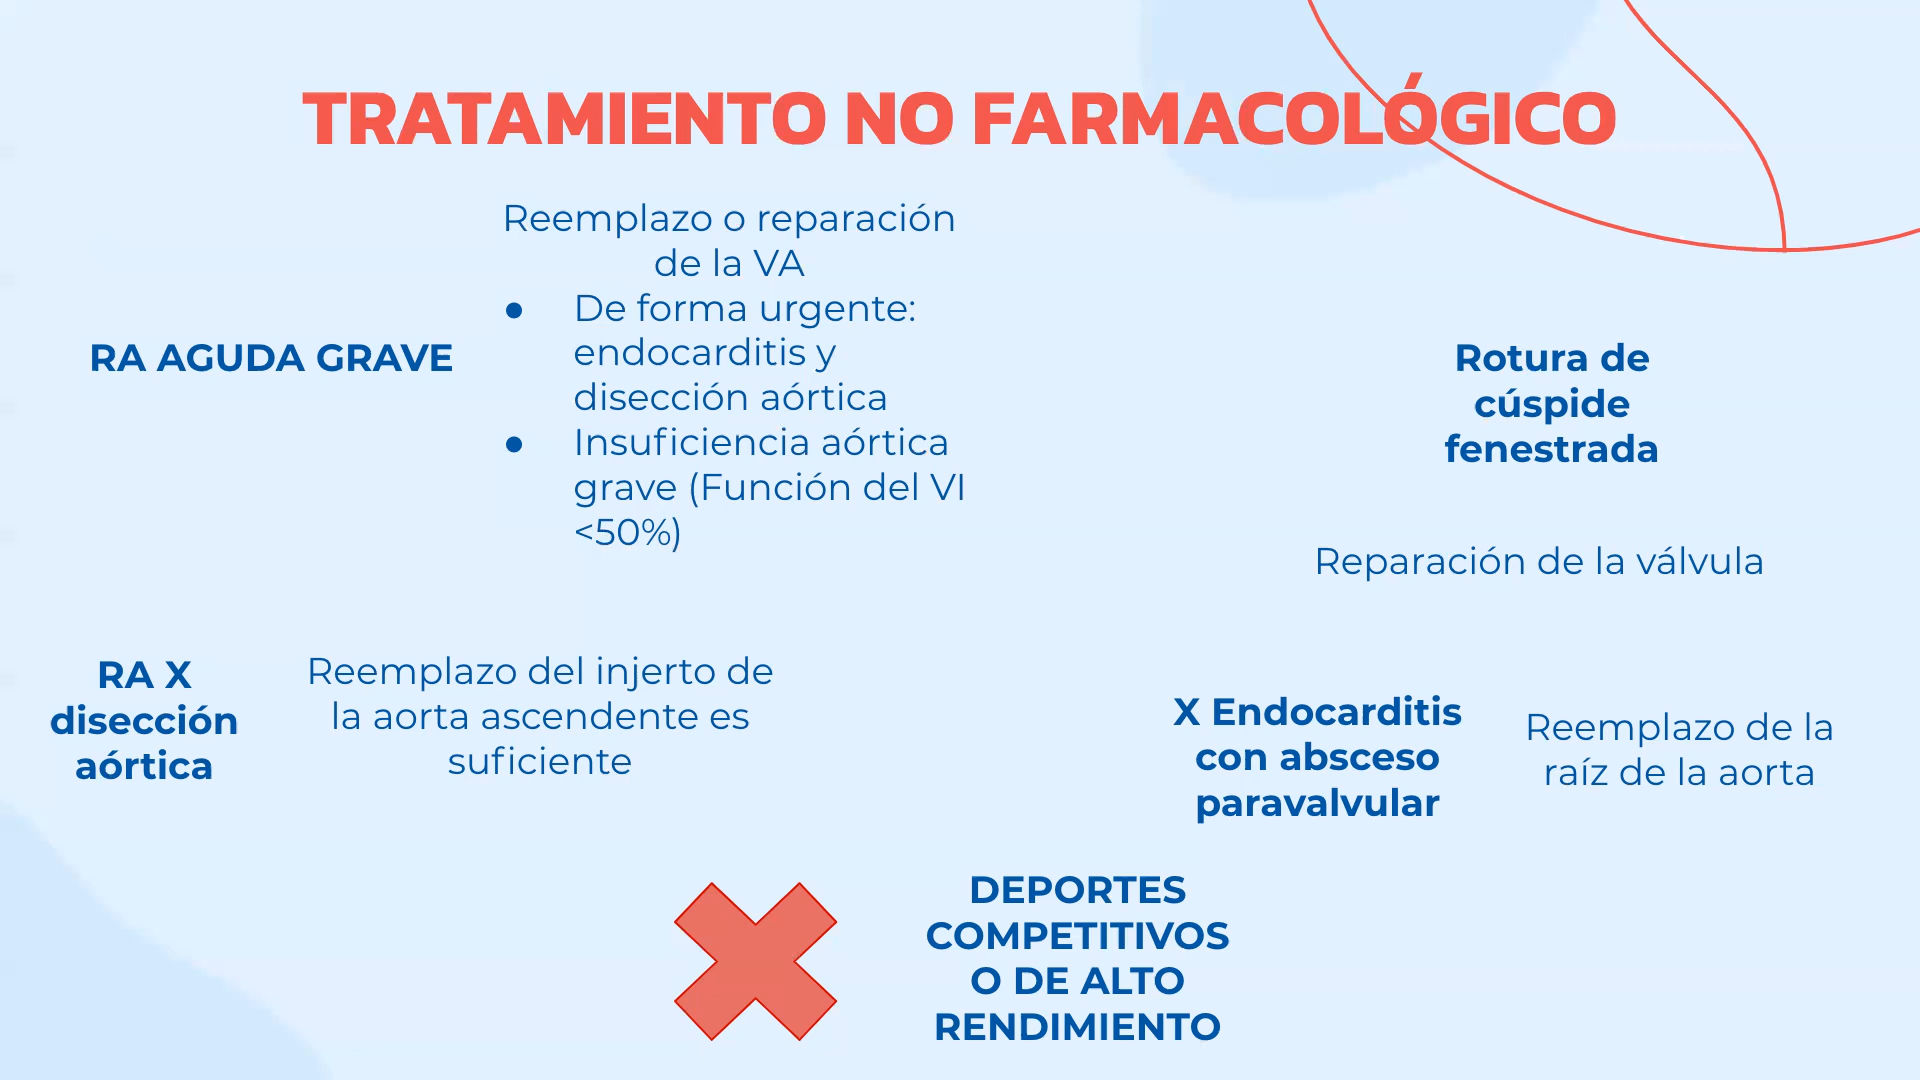 TRATAMIENTO NO FARMACOLÓGICO
RA AGUDA GRAVE
Reemplazo o reparación
de la VA
● De forma urgente:
endocarditis y
disección aórtica
● Insuficiencia aórtica
grave (Función del VI
<50%)
Rotura de
cúspide
fenestrada
Reparación de la válvula
RA X
disección
aórtica
Reemplazo del injerto de
la aorta ascendente es
suficiente
X Endocarditis
con absceso
paravalvular
Reemplazo de la
raíz de la aorta
DEPORTES
COMPETITIVOS
O DE ALTO
RENDIMIENTO